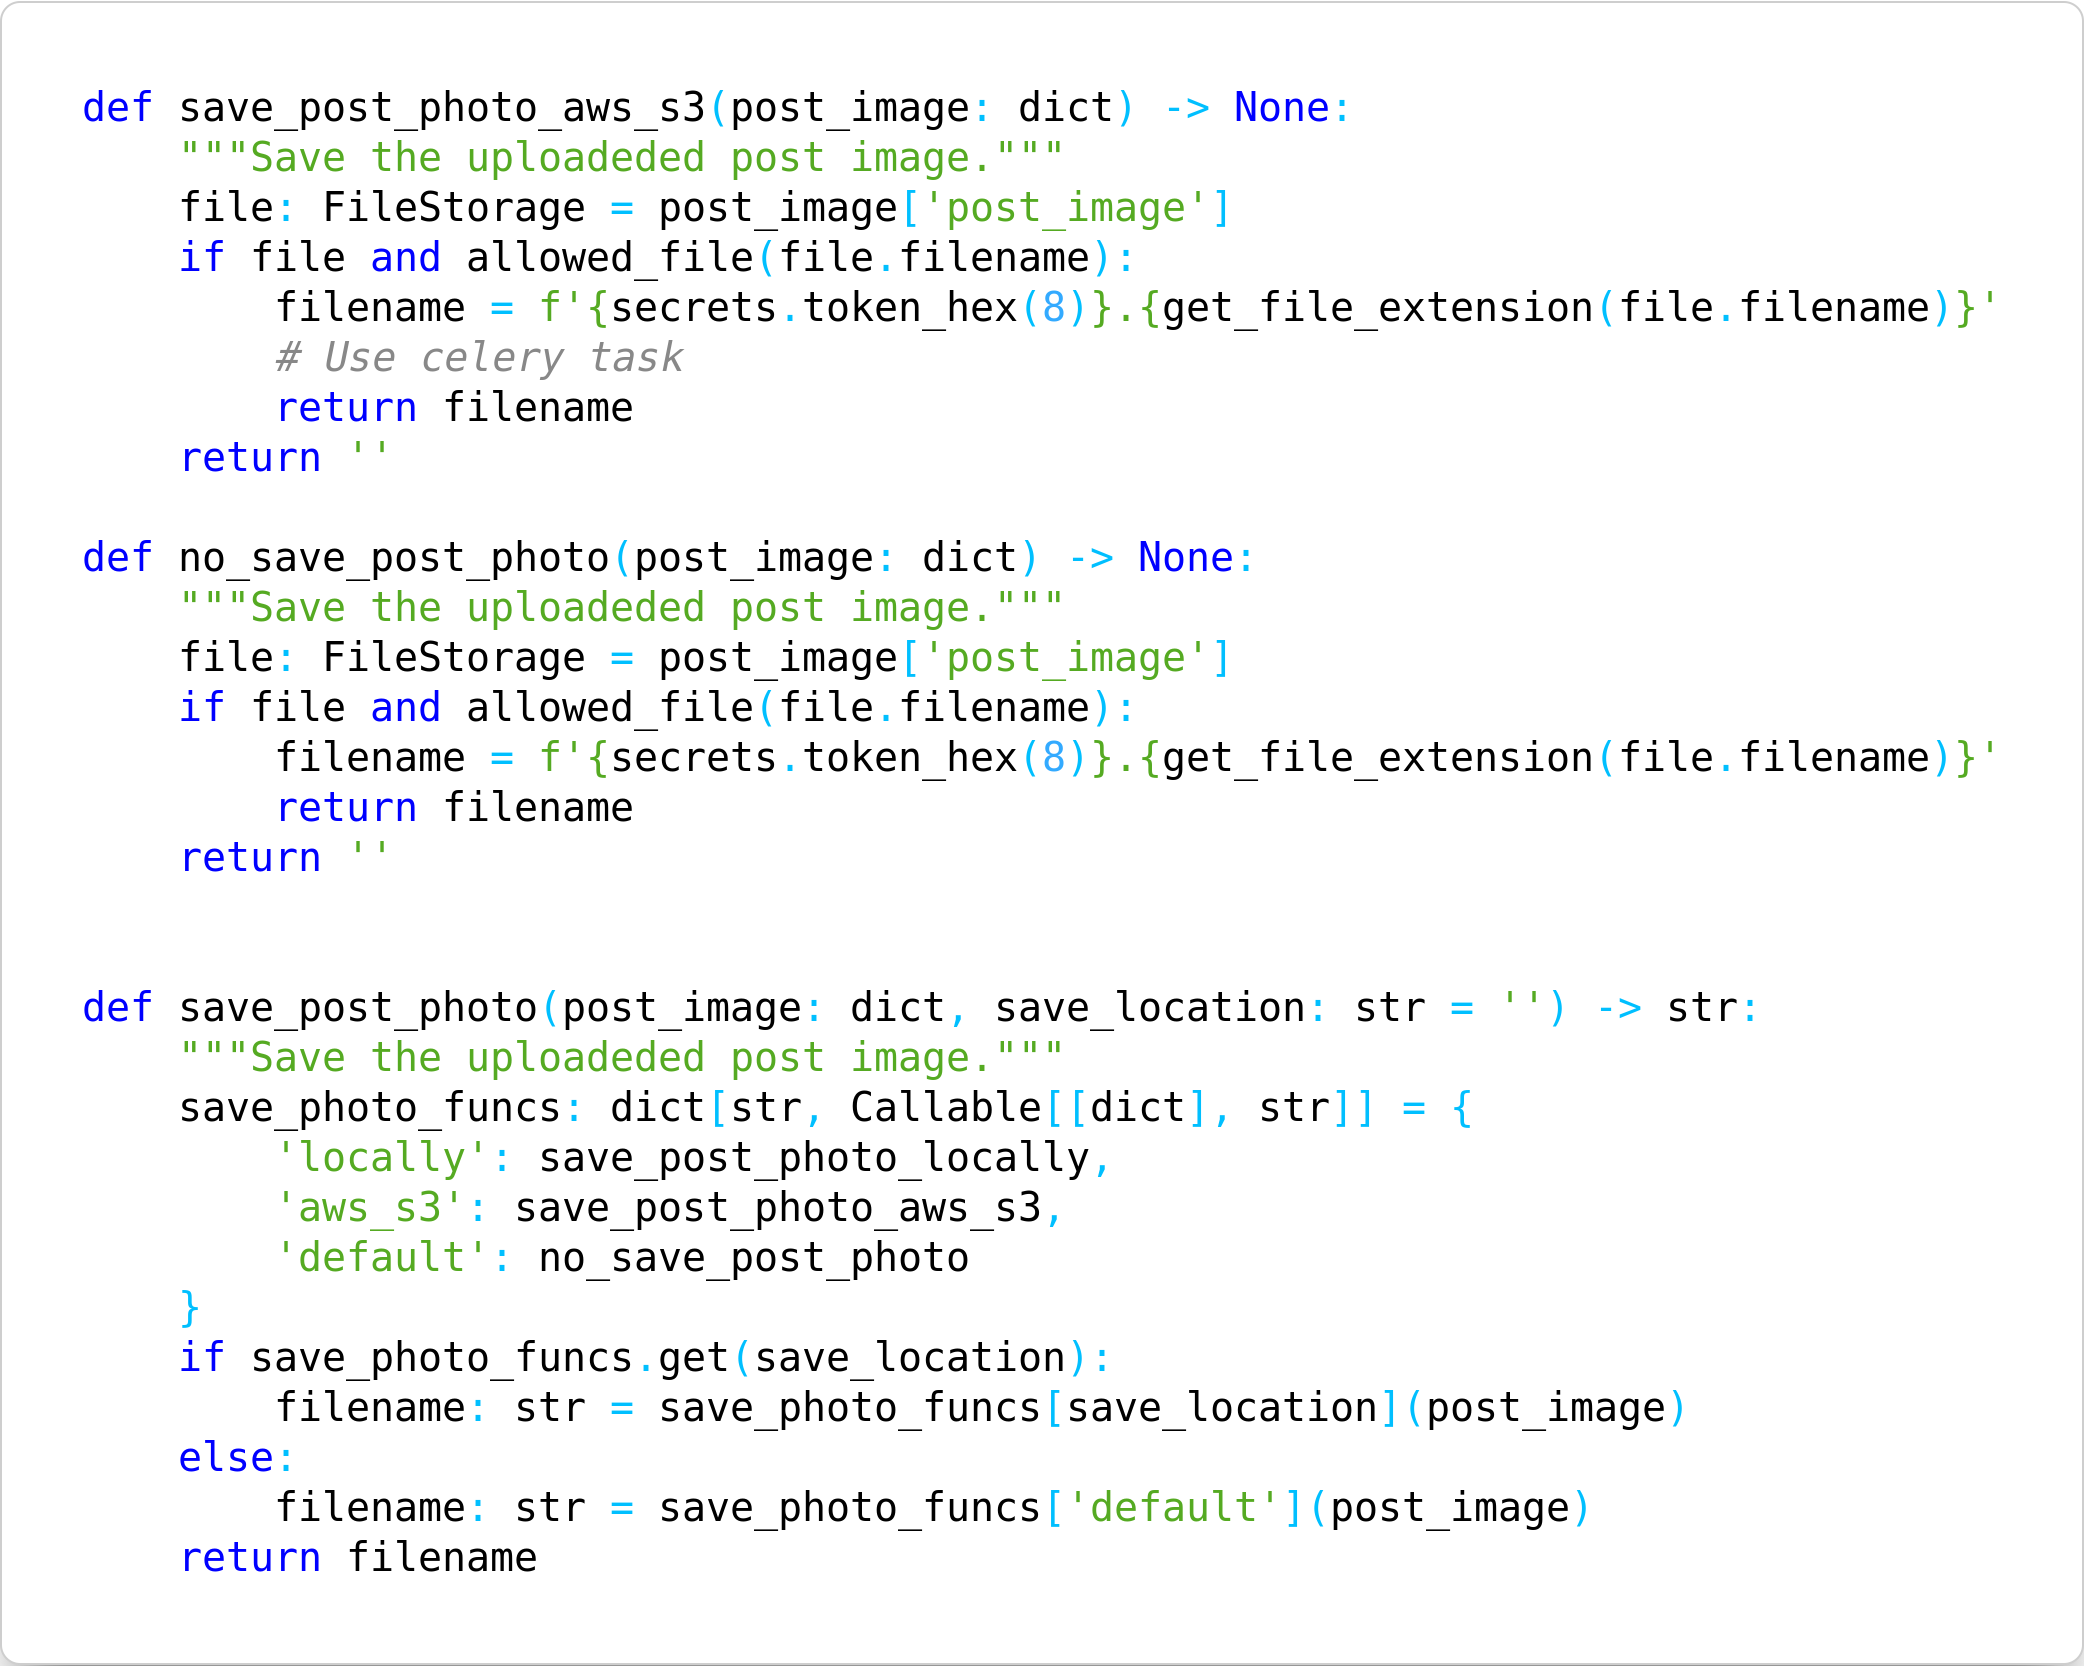 def save_post_photo_aws_s3(post_image: dict) -> None:
    """Save the uploadeded post image."""
    file: FileStorage = post_image['post_image']
    if file and allowed_file(file.filename):
        filename = f'{secrets.token_hex(8)}.{get_file_extension(file.filename)}'
        # Use celery task
        return filename
    return ''

def no_save_post_photo(post_image: dict) -> None:
    """Save the uploadeded post image."""
    file: FileStorage = post_image['post_image']
    if file and allowed_file(file.filename):
        filename = f'{secrets.token_hex(8)}.{get_file_extension(file.filename)}'
        return filename
    return ''


def save_post_photo(post_image: dict, save_location: str = '') -> str:
    """Save the uploadeded post image."""
    save_photo_funcs: dict[str, Callable[[dict], str]] = {
        'locally': save_post_photo_locally,
        'aws_s3': save_post_photo_aws_s3,
        'default': no_save_post_photo
    }
    if save_photo_funcs.get(save_location):
        filename: str = save_photo_funcs[save_location](post_image)
    else:
        filename: str = save_photo_funcs['default'](post_image)
    return filename